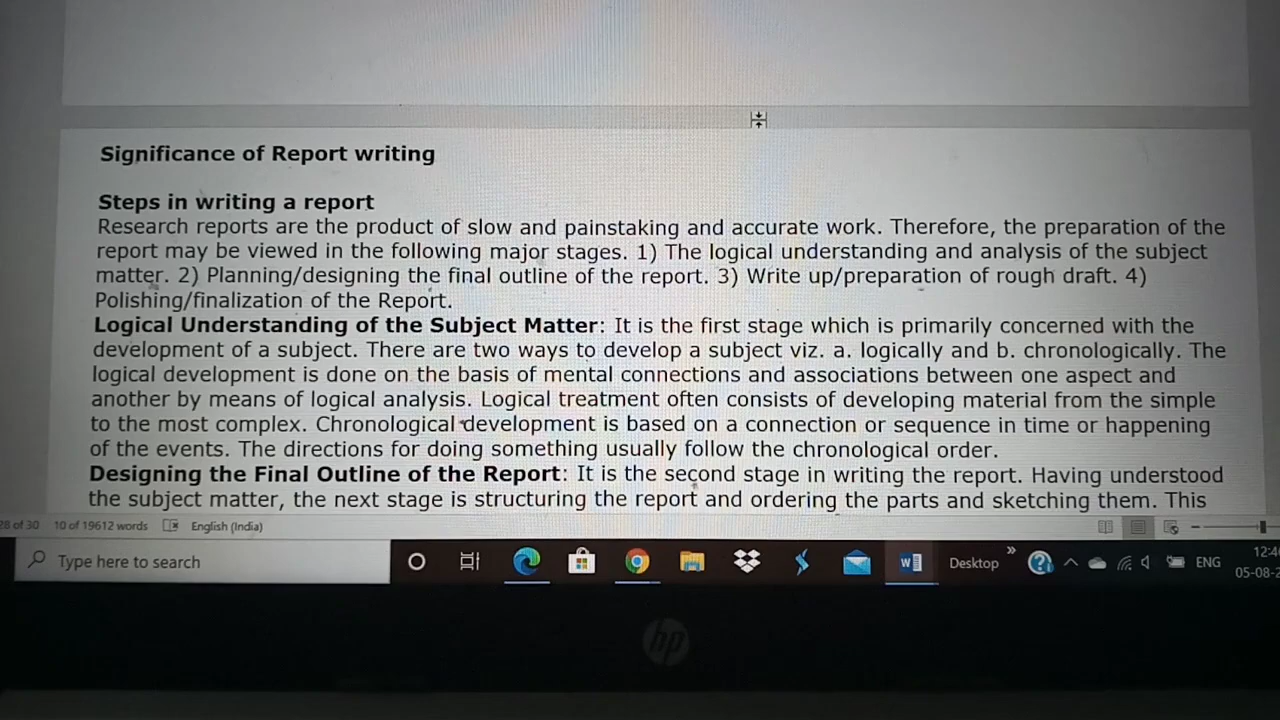 Significance of Report writing
Steps in writing a report
Research reports are the product of slow and painstaking and accurate work. Therefore, the preparation of the
report may be viewed in the following major stages. 1) The logical understanding and analysis of the subject
matter. 2) Planning/designing the final outline of the report. 3) Write up/preparation of rough draft. 4)
Polishing/finalization of the Report.
Logical Understanding of the Subject Matter: It is the first stage which is primarily concerned with the
development of a subject. There are two ways to develop a subject viz. a. logically and b. chronologically. The
logical development is done on the basis of mental connections and associations between one aspect and
another by means of logical analysis. Logical treatment often consists of developing material from the simple
to the most complex. Chronological development is based on a connection or sequence in time or happening
of the events. The directions for doing something usually follow the chronological order.
Designing the Final Outline of the Report: It is the second stage in writing the report. Having understood
the subject matter, the next stage is structuring the report and ordering the parts and sketching them. This
28 of 30 10 of 19612 words English (India)
Type here to search Desktop ENG
12:4
05-08-2
hp